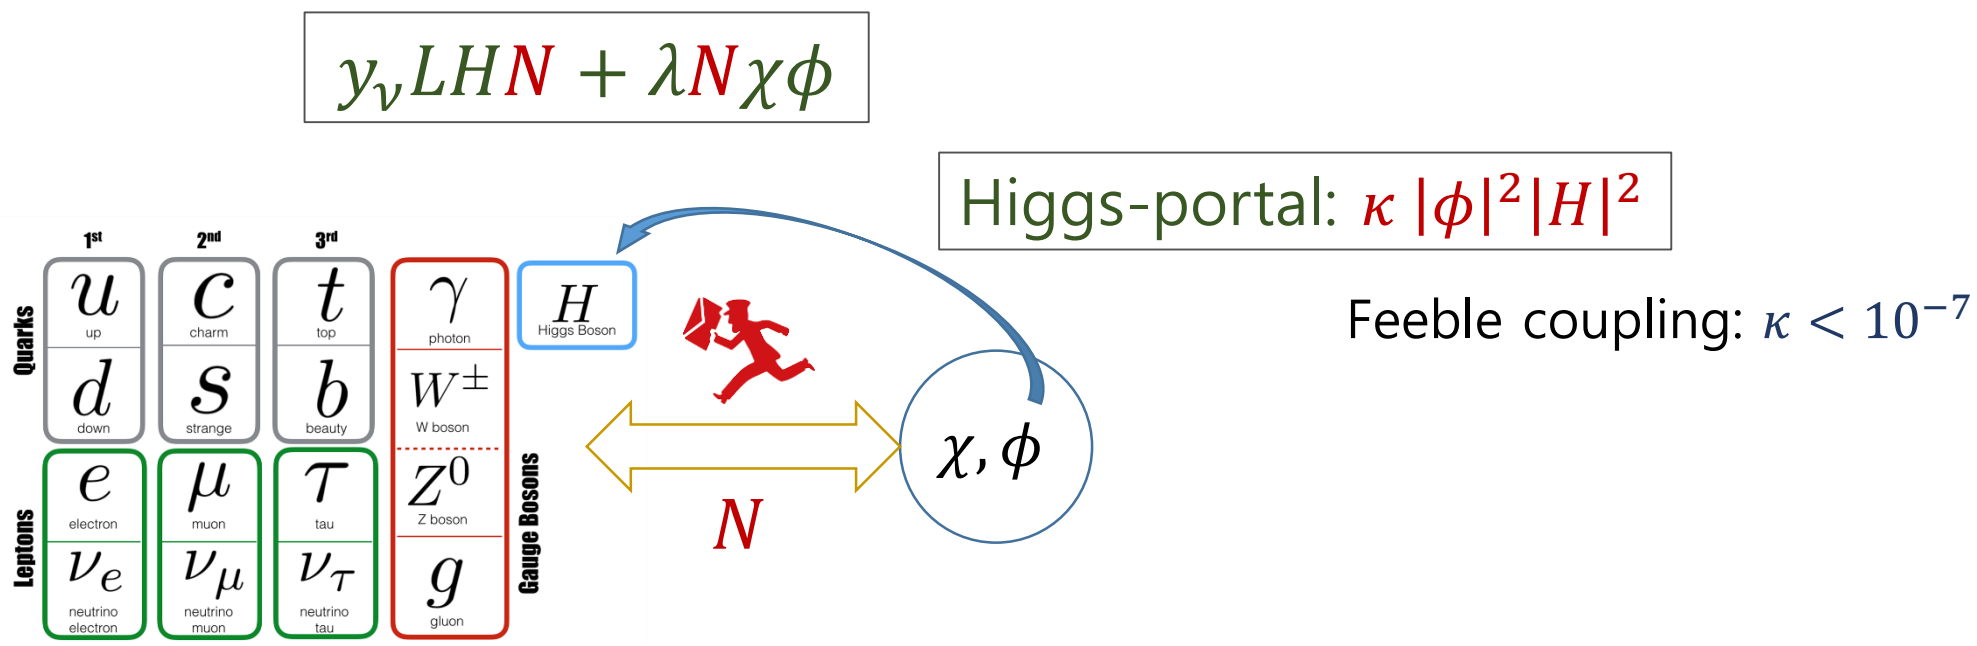 y_ν LHN + λNχϕ
Higgs-portal: κ |ϕ|² |H|²
Feeble coupling: κ < 10⁻⁷
1st 2nd 3rd
Quarks
u
up
c
charm
t
top
γ
photon
H
Higgs Boson
d
down
s
strange
b
beauty
W±
W boson
Leptons
e
electron
μ
muon
τ
tau
Z⁰
Z boson
Gauge Bosons
νₑ
neutrino
electron
ν_μ
neutrino
muon
ν_τ
neutrino
tau
g
gluon
N
χ, ϕ